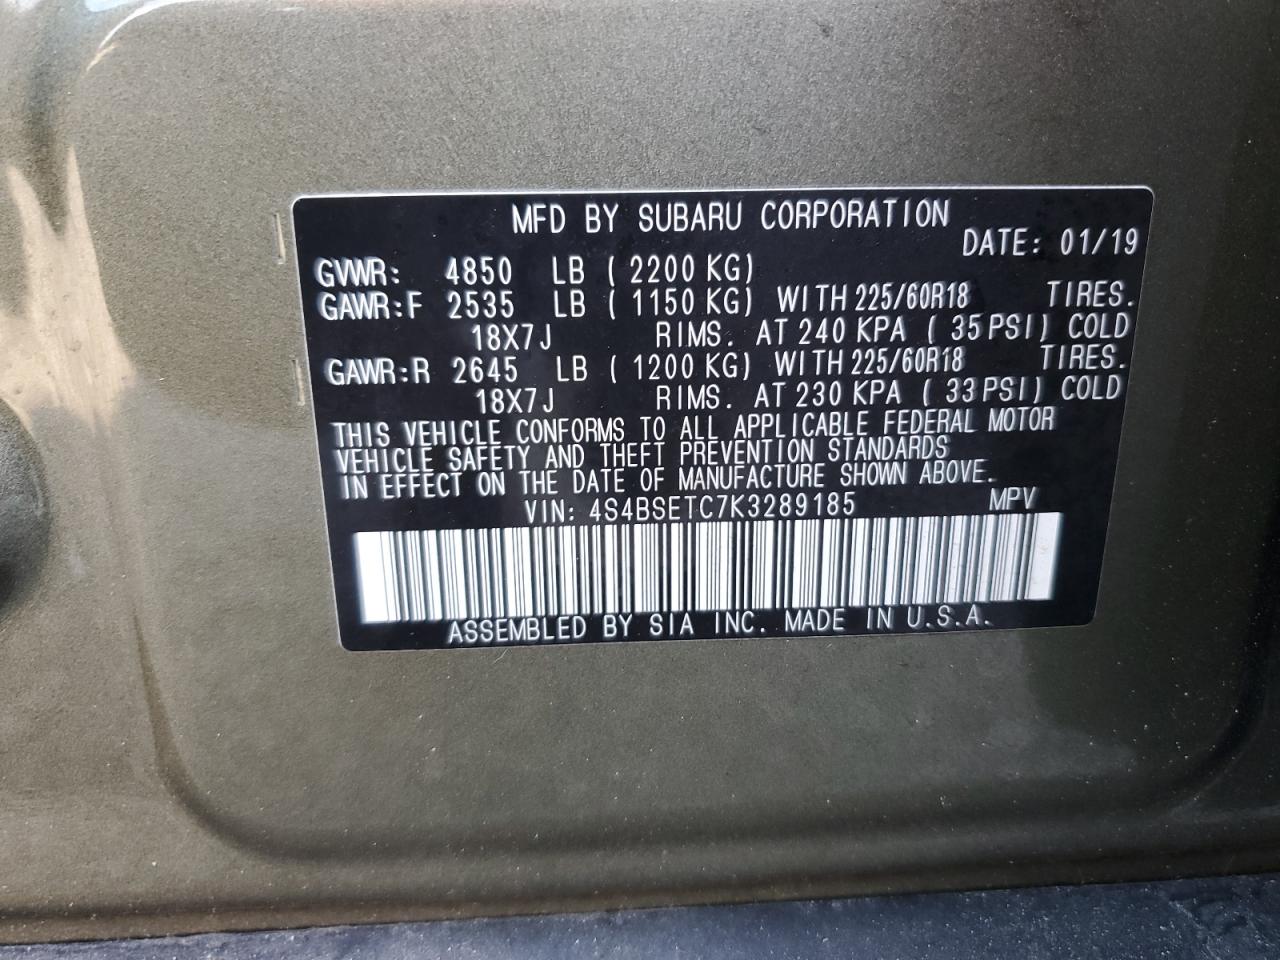 MFD BY SUBARU CORPORATION
DATE: 01/19
GVWR: 4850 LB ( 2200 KG)
GAWR:F 2535 LB ( 1150 KG) WITH 225/60R18 TIRES.
18X7J RIMS. AT 240 KPA ( 35 PSI) COLD
GAWR:R 2645 LB ( 1200 KG) WITH 225/60R18 TIRES.
18X7J RIMS. AT 230 KPA ( 33 PSI) COLD
THIS VEHICLE CONFORMS TO ALL APPLICABLE FEDERAL MOTOR
VEHICLE SAFETY AND THEFT PREVENTION STANDARDS
IN EFFECT ON THE DATE OF MANUFACTURE SHOWN ABOVE.
VIN: 4S4BSETC7K3289185 MPV
ASSEMBLED BY SIA INC. MADE IN U.S.A.